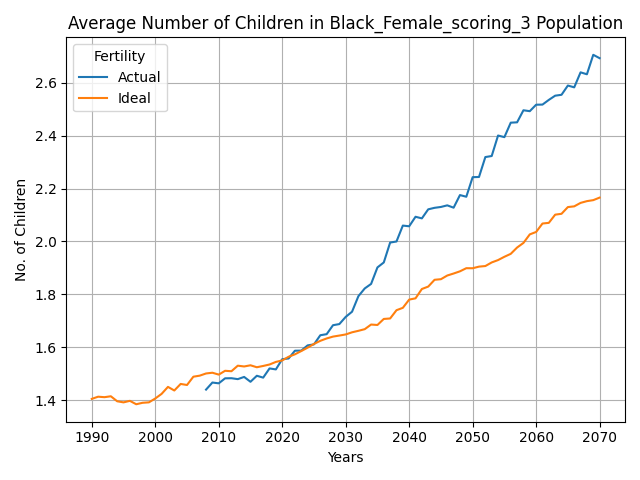 Average Number of Children in Black_Female_scoring_3 Population
Fertility
Actual
Ideal
No. of Children
2.6
2.4
2.2
2.0
1.8
1.6
1.4
1990 2000 2010 2020 2030 2040 2050 2060 2070
Years